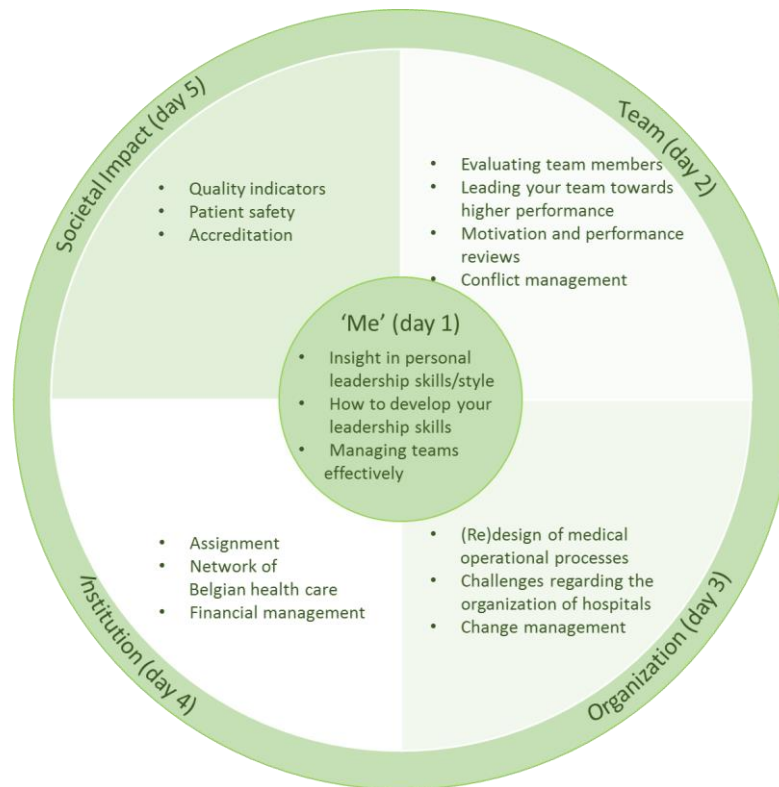 Societal Impact (day 5)
• Quality indicators
• Patient safety
• Accreditation
Team (day 2)
• Evaluating team members
• Leading your team towards
higher performance
• Motivation and performance
reviews
• Conflict management
'Me' (day 1)
• Insight in personal
leadership skills/style
• How to develop your
leadership skills
• Managing teams
effectively
Institution (day 4)
• Assignment
• Network of
Belgian health care
• Financial management
Organization (day 3)
• (Re)design of medical
operational processes
• Challenges regarding the
organization of hospitals
• Change management